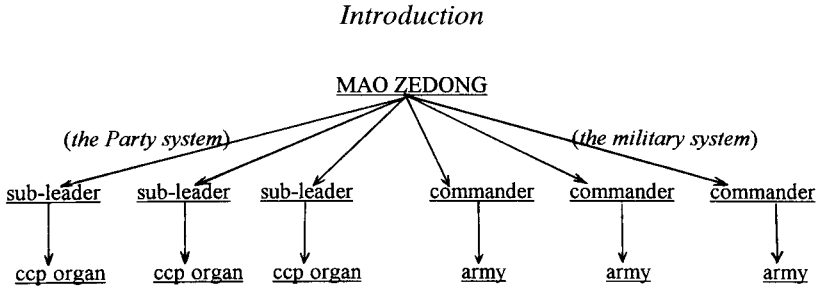 Introduction
MAO ZEDONG
(the Party system) (the military system)
sub-leader sub-leader sub-leader commander commander commander
ccp organ ccp organ ccp organ army army army